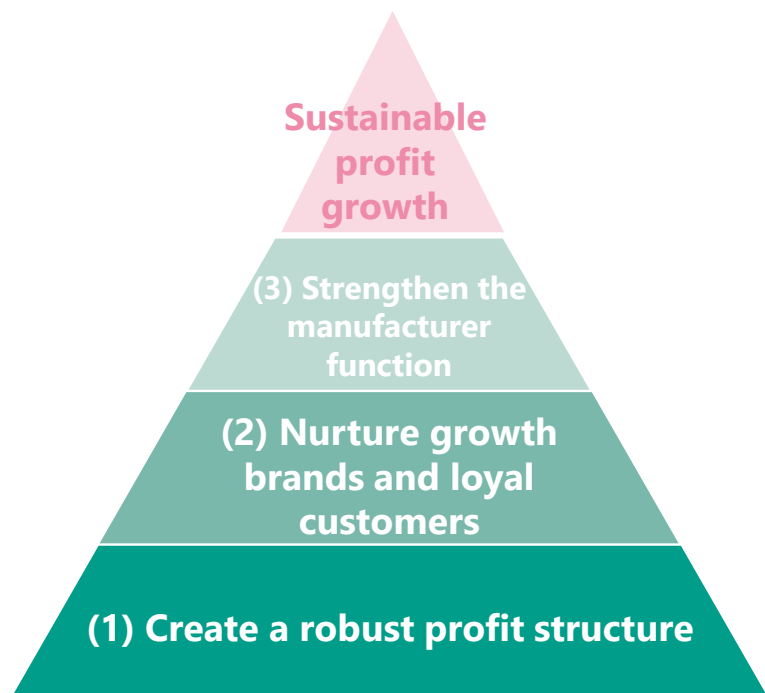 Sustainable
profit
growth
(3) Strengthen the
manufacturer
function
(2) Nurture growth
brands and loyal
customers
(1) Create a robust profit structure